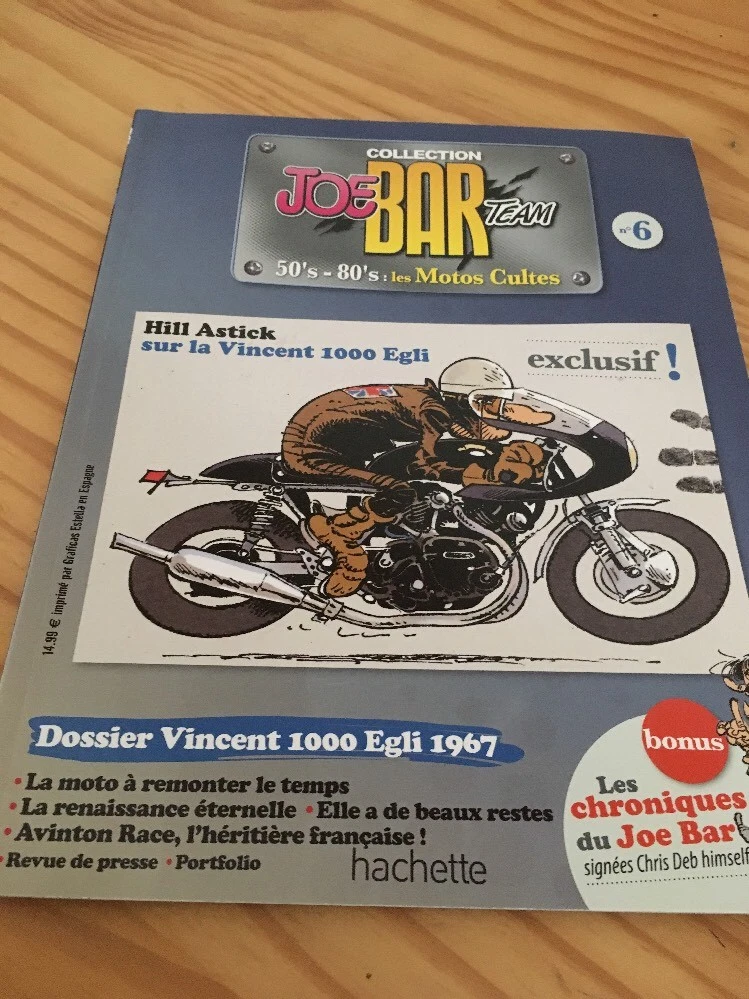 COLLECTION
JOE BAR TEAM
50's - 80's : les Motos Cultes
n° 6
Hill Astick
sur la Vincent 1000 Egli
exclusif !
14.99 € imprimé par Graficas Estella en Espagne
Dossier Vincent 1000 Egli 1967
• La moto à remonter le temps
• La renaissance éternelle • Elle a de beaux restes
• Avinton Race, l'héritière française !
• Revue de presse • Portfolio
hachette
bonus
Les
chroniques
du Joe Bar
signées Chris Deb himself